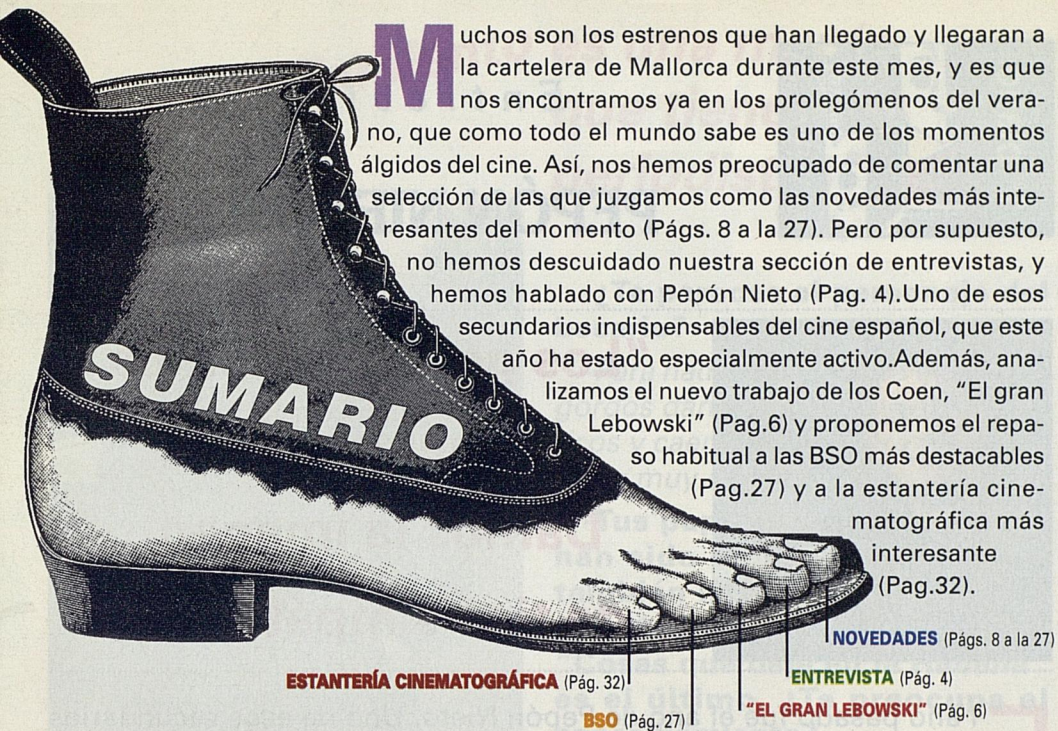 Muchos son los estrenos que han llegado y llegaran a
la cartelera de Mallorca durante este mes, y es que
nos encontramos ya en los prolegómenos del vera-
no, que como todo el mundo sabe es uno de los momentos
álgidos del cine. Así, nos hemos preocupado de comentar una
selección de las que juzgamos como las novedades más inte-
resantes del momento (Págs. 8 a la 27). Pero por supuesto,
no hemos descuidado nuestra sección de entrevistas, y
hemos hablado con Pepón Nieto (Pag. 4).Uno de esos
secundarios indispensables del cine español, que este
año ha estado especialmente activo.Además, ana-
lizamos el nuevo trabajo de los Coen, "El gran
Lebowski" (Pag.6) y proponemos el repa-
so habitual a las BSO más destacables
(Pag.27) y a la estantería cine-
matográfica más
interesante
(Pag.32).
SUMARIO
NOVEDADES (Págs. 8 a la 27)
ENTREVISTA (Pág. 4)
"EL GRAN LEBOWSKI" (Pág. 6)
BSO (Pág. 27)
ESTANTERÍA CINEMATOGRÁFICA (Pág. 32)